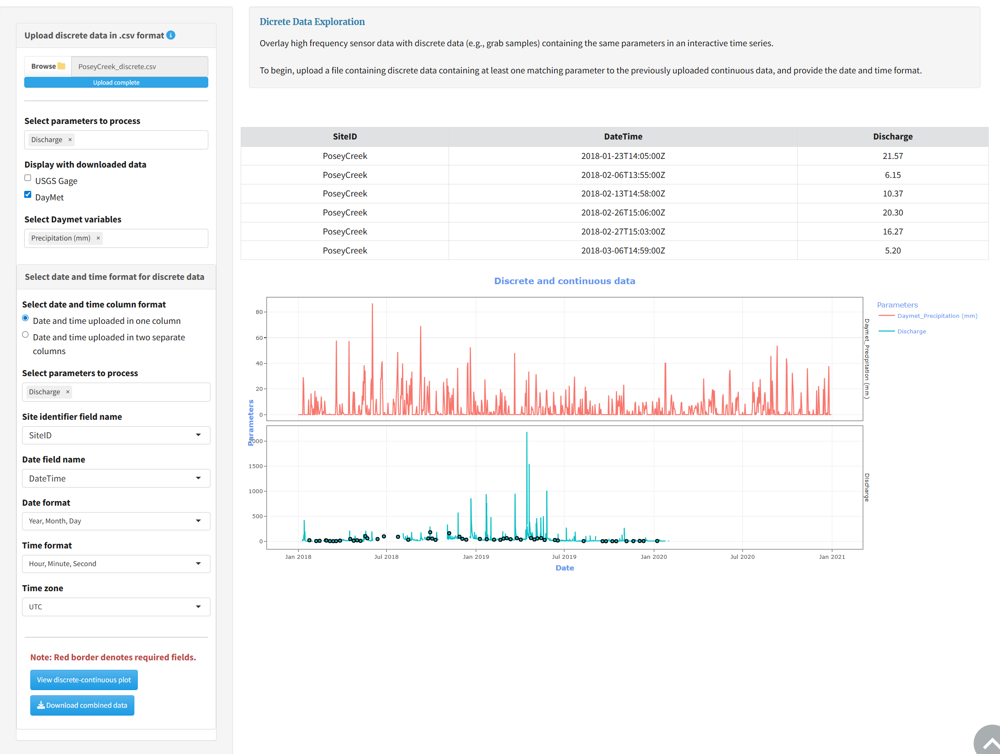 Upload discrete data in .csv format
Browse PoseyCreek_discrete.csv
Upload complete
Select parameters to process
Discharge ×
Display with downloaded data
USGS Gage
DayMet
Select Daymet variables
Precipitation (mm) ×
Select date and time format for discrete data
Select date and time column format
Date and time uploaded in one column
Date and time uploaded in two separate
columns
Select parameters to process
Discharge ×
Site identifier field name
SiteID
Date field name
DateTime
Date format
Year, Month, Day
Time format
Hour, Minute, Second
Time zone
UTC
Note: Red border denotes required fields.
View discrete-continuous plot
Download combined data
Dicrete Data Exploration
Overlay high frequency sensor data with discrete data (e.g., grab samples) containing the same parameters in an interactive time series.
To begin, upload a file containing discrete data containing at least one matching parameter to the previously uploaded continuous data, and provide the date and time format.
SiteID DateTime Discharge
PoseyCreek 2018-01-23T14:05:00Z 21.57
PoseyCreek 2018-02-06T13:55:00Z 6.15
PoseyCreek 2018-02-13T14:58:00Z 10.37
PoseyCreek 2018-02-26T15:06:00Z 20.30
PoseyCreek 2018-02-27T15:03:00Z 16.27
PoseyCreek 2018-03-06T14:59:00Z 5.20
Discrete and continuous data
Parameters
80
60
40
20
0
Daymet_Precipitation (mm)
2000
1500
1000
500
0
Discharge
Jan 2018 Jul 2018 Jan 2019 Jul 2019 Jan 2020 Jul 2020 Jan 2021
Date
Parameters
Daymet_Precipitation (mm)
Discharge